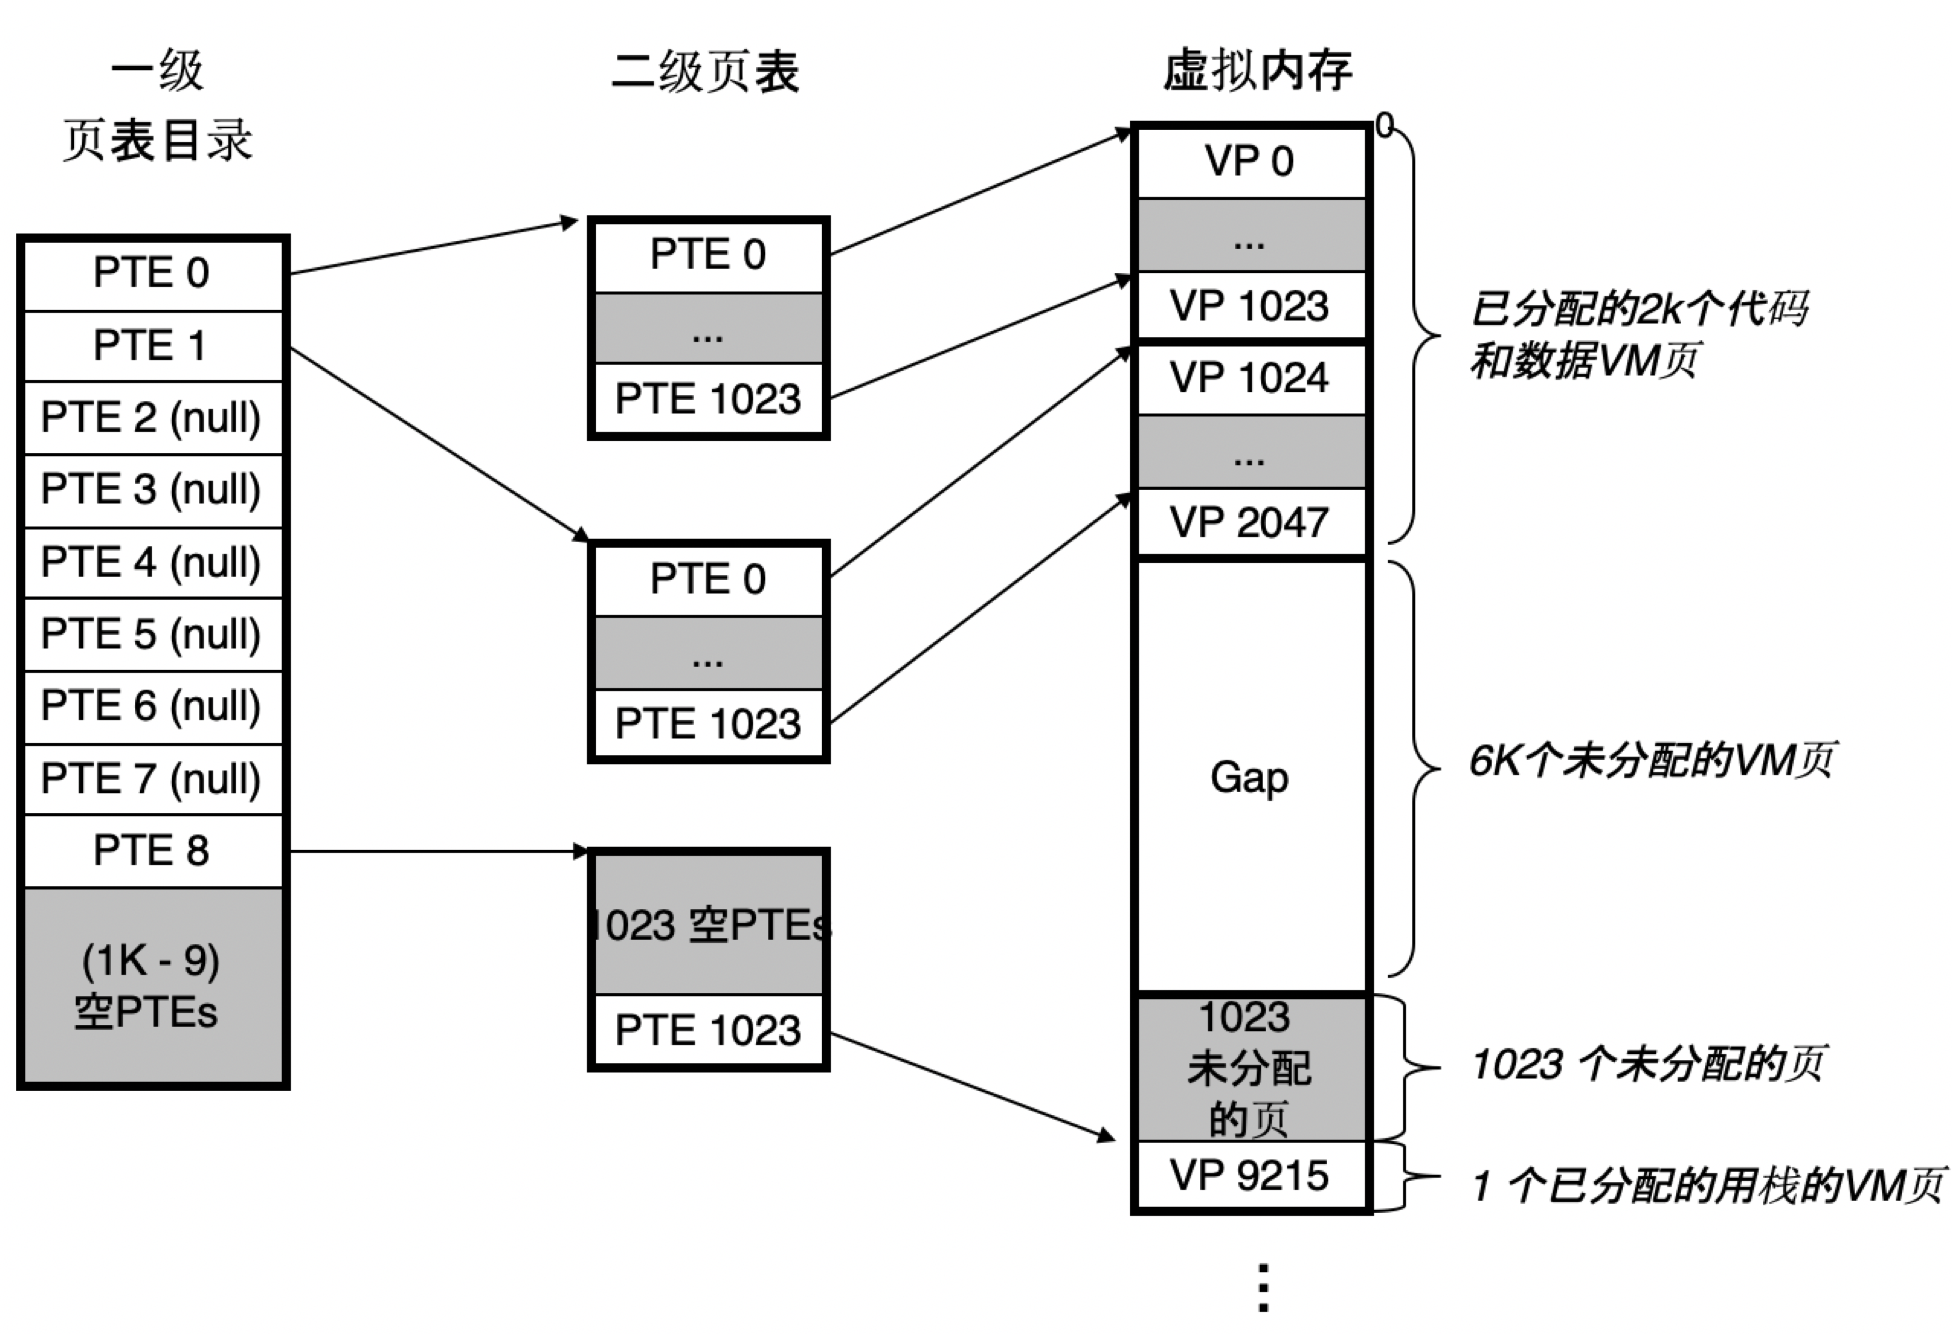 一级
页表目录
PTE 0
PTE 1
PTE 2 (null)
PTE 3 (null)
PTE 4 (null)
PTE 5 (null)
PTE 6 (null)
PTE 7 (null)
PTE 8
(1K - 9)
空PTEs
二级页表
PTE 0
...
PTE 1023
PTE 0
...
PTE 1023
1023 空PTEs
PTE 1023
虚拟内存
0
VP 0
...
VP 1023
VP 1024
...
VP 2047
Gap
1023
未分配
的页
VP 9215
已分配的2k个代码
和数据VM页
6K个未分配的VM页
1023 个未分配的页
1 个已分配的用栈的VM页